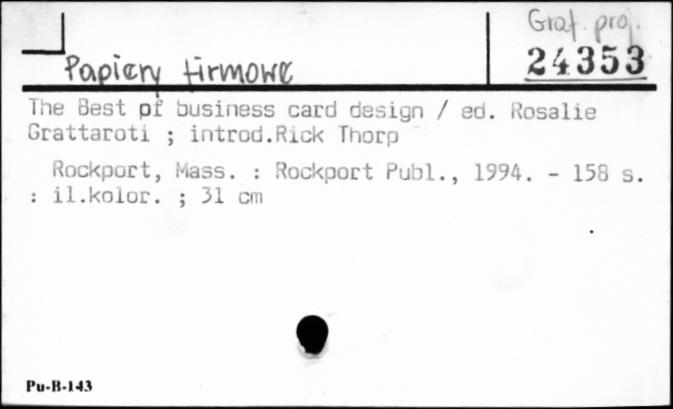 Graf. proj.
24353
Papiery firmowe
The Best of business card design / ed. Rosalie
Grattaroti ; introd.Rick Thorp
Rockport, Mass. : Rockport Publ., 1994. - 158 s.
: il.kolor. ; 31 cm
Pu-B-143